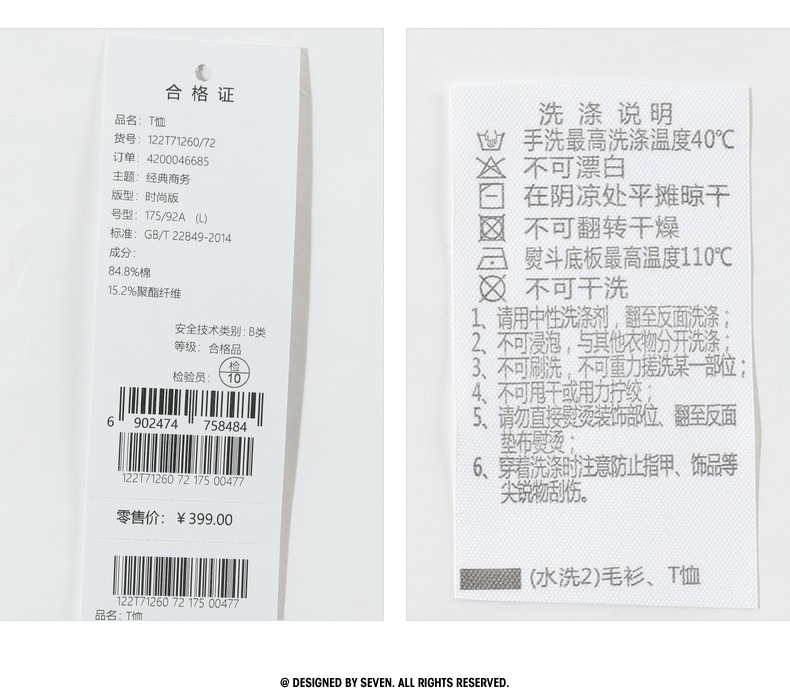 合格证
品名：T恤
货号：122T71260/72
订单：4200046685
主题：经典商务
版型：时尚版
号型：175/92A （L）
标准：GB/T 22849-2014
成分：
84.8%棉
15.2%聚酯纤维
安全技术类别：B类
等级：合格品
检验员：检10
6 902474 758484
122T71260 72 175 00477
零售价：￥399.00
122T71260 72 175 00477
品名：T恤
洗涤说明
手洗最高洗涤温度40℃
不可漂白
在阴凉处平摊晾干
不可翻转干燥
熨斗底板最高温度110℃
不可干洗
1、请用中性洗涤剂，翻至反面洗涤；
2、不可浸泡，与其他衣物分开洗涤；
3、不可刷洗，不可重力搓洗某一部位；
4、不可甩干或用力拧绞；
5、请勿直接熨烫装饰部位、翻至反面
垫布熨烫；
6、穿着洗涤时注意防止指甲、饰品等
尖锐物刮伤。
(水洗2)毛衫、T恤
@ DESIGNED BY SEVEN. ALL RIGHTS RESERVED.